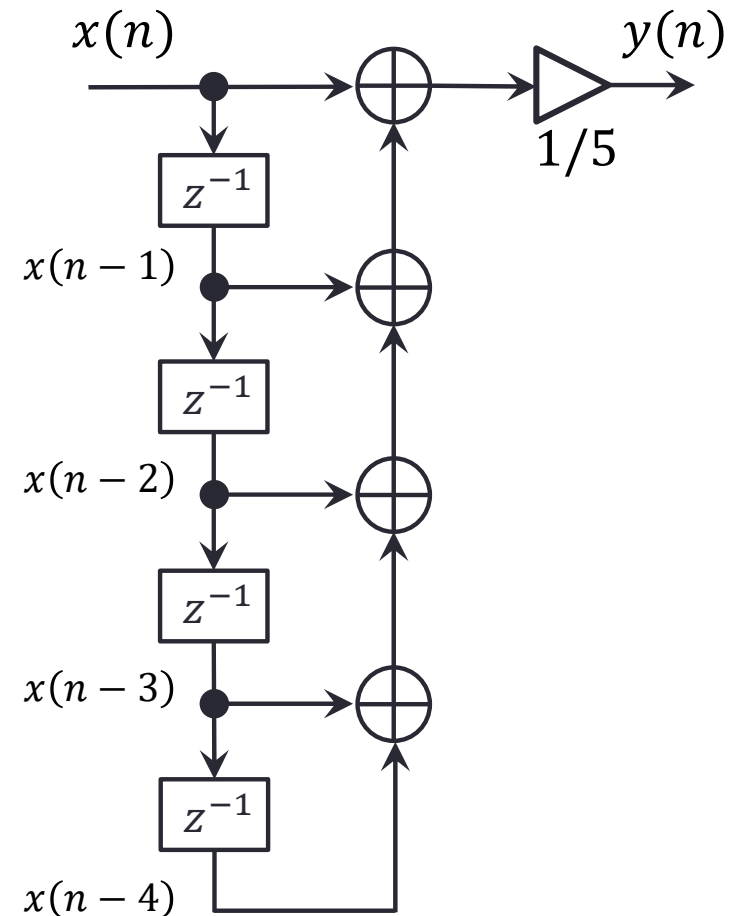 x(n)
y(n)
1/5
z⁻¹
x(n − 1)
z⁻¹
x(n − 2)
z⁻¹
x(n − 3)
z⁻¹
x(n − 4)